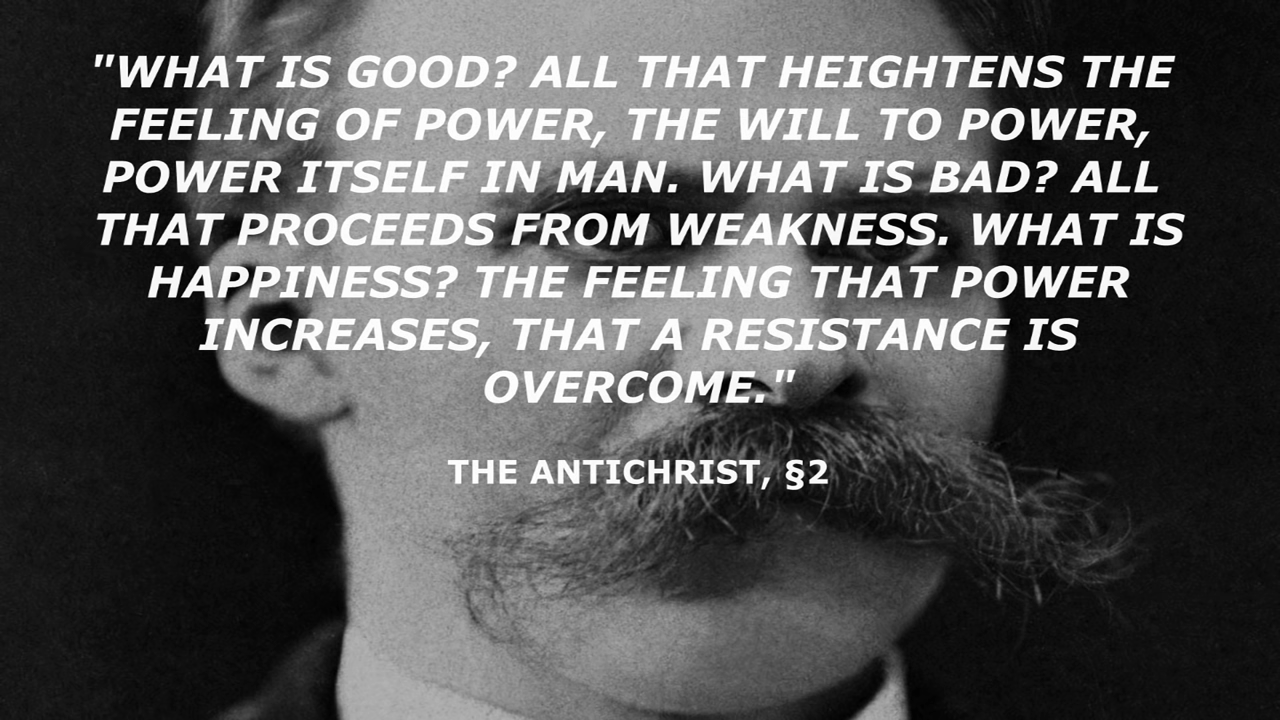 "WHAT IS GOOD? ALL THAT HEIGHTENS THE
FEELING OF POWER, THE WILL TO POWER,
POWER ITSELF IN MAN. WHAT IS BAD? ALL
THAT PROCEEDS FROM WEAKNESS. WHAT IS
HAPPINESS? THE FEELING THAT POWER
INCREASES, THAT A RESISTANCE IS
OVERCOME."
THE ANTICHRIST, §2